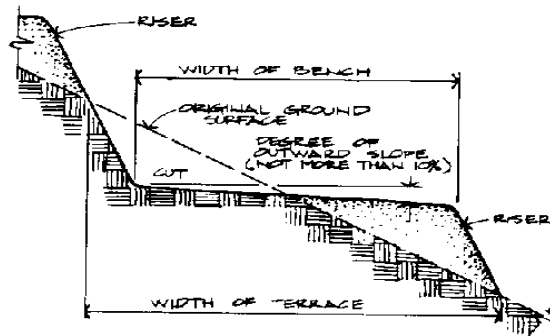 RISER
WIDTH OF BENCH
ORIGINAL GROUND
SURFACE
DEGREE OF
OUTWARD SLOPE
(NOT MORE THAN 10%)
CUT
RISER
WIDTH OF TERRACE